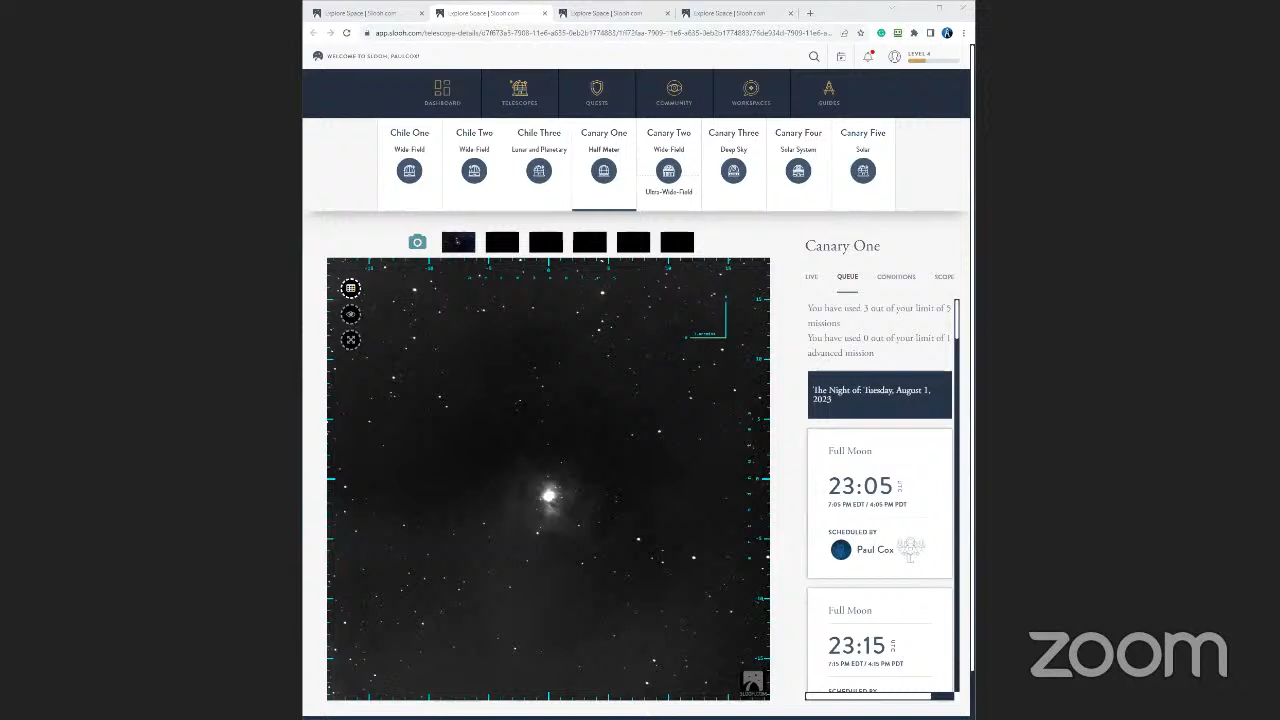 Explore Space | Slooh.com
Explore Space | Slooh.com
Explore Space | Slooh.com
Explore Space | Slooh.com
WELCOME TO SLOOH, PAULCOX!
LEVEL 4
DASHBOARD
TELESCOPES
QUESTS
COMMUNITY
WORKSPACES
GUIDES
Chile One
Wide-Field
Chile Two
Wide-Field
Chile Three
Lunar and Planetary
Canary One
Half Meter
Canary Two
Wide-Field
Ultra-Wide-Field
Canary Three
Deep Sky
Canary Four
Solar System
Canary Five
Solar
Canary One
LIVE
QUEUE
CONDITIONS
SCOPE
You have used 3 out of your limit of 5
missions
You have used 0 out of your limit of 1
advanced mission
The Night of: Tuesday, August 1,
2023
Full Moon
23:05 UTC
7:05 PM EDT / 4:05 PM PDT
SCHEDULED BY
Paul Cox
Full Moon
23:15 UTC
7:15 PM EDT / 4:15 PM PDT
SCHEDULED BY
SLOOH.COM
zoom